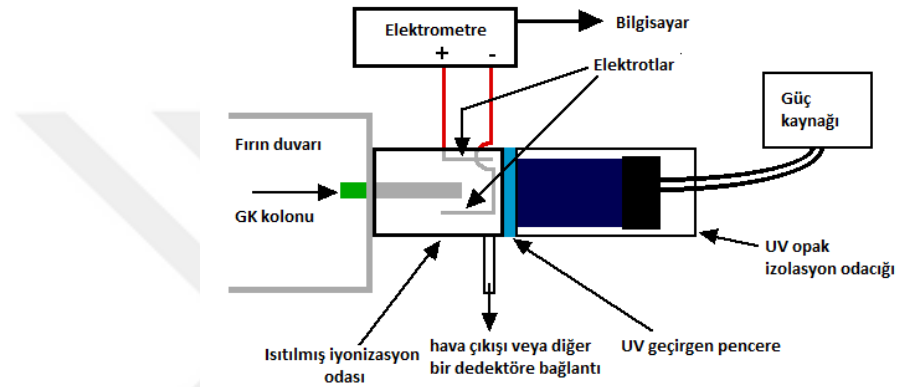 Elektrometre
+ -
Bilgisayar
Elektrotlar
Güç
kaynağı
Fırın duvarı
GK kolonu
UV opak
izolasyon odacığı
Isıtılmış iyonizasyon
odası
hava çıkışı veya diğer
bir dedektöre bağlantı
UV geçirgen pencere